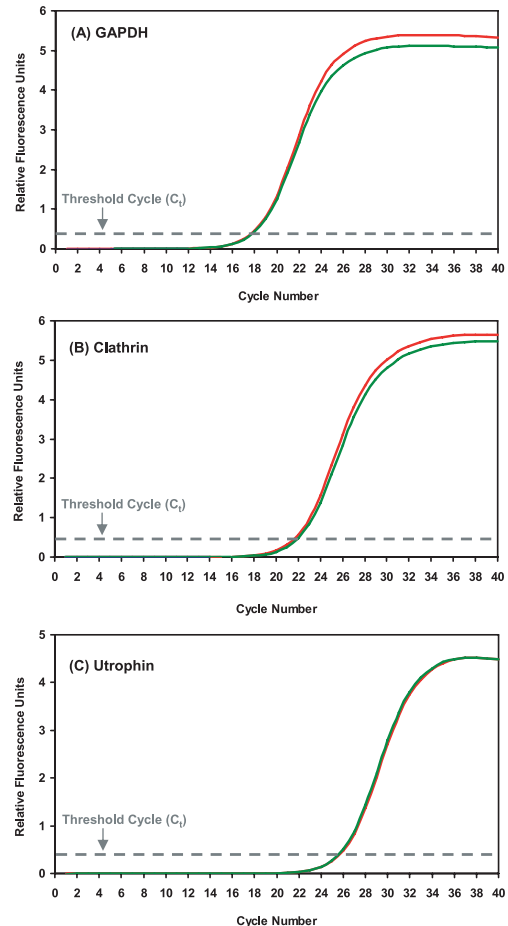 (A) GAPDH
Relative Fluorescence Units
6
5
4
3
2
1
0
Threshold Cycle (Ct)
0 2 4 6 8 10 12 14 16 18 20 22 24 26 28 30 32 34 36 38 40
Cycle Number
(B) Clathrin
Relative Fluorescence Units
6
5
4
3
2
1
0
Threshold Cycle (Ct)
0 2 4 6 8 10 12 14 16 18 20 22 24 26 28 30 32 34 36 38 40
Cycle Number
(C) Utrophin
Relative Fluorescence Units
5
4
3
2
1
0
Threshold Cycle (Ct)
0 2 4 6 8 10 12 14 16 18 20 22 24 26 28 30 32 34 36 38 40
Cycle Number